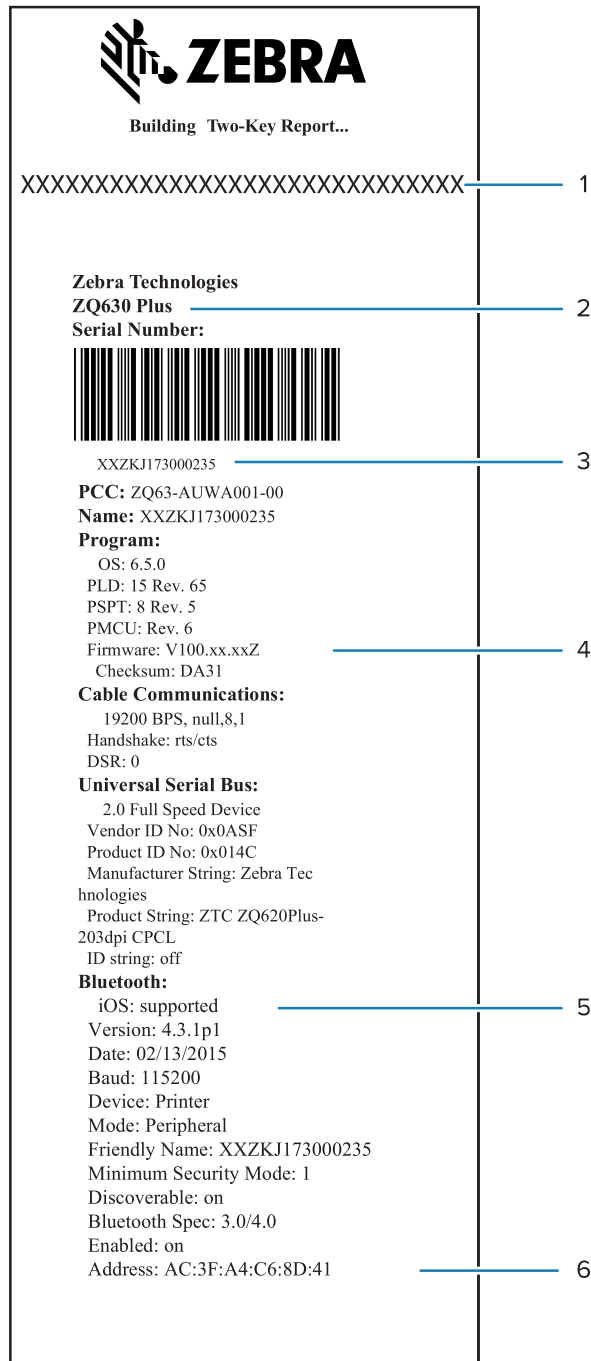 ZEBRA
Building Two-Key Report...
XXXXXXXXXXXXXXXXXXXXXXXXXXXXXX 1
Zebra Technologies
ZQ630 Plus 2
Serial Number:
XXZKJ173000235 3
PCC: ZQ63-AUWA001-00
Name: XXZKJ173000235
Program:
OS: 6.5.0
PLD: 15 Rev. 65
PSPT: 8 Rev. 5
PMCU: Rev. 6
Firmware: V100.xx.xxZ 4
Checksum: DA31
Cable Communications:
19200 BPS, null,8,1
Handshake: rts/cts
DSR: 0
Universal Serial Bus:
2.0 Full Speed Device
Vendor ID No: 0x0ASF
Product ID No: 0x014C
Manufacturer String: Zebra Tec
hnologies
Product String: ZTC ZQ620Plus-
203dpi CPCL
ID string: off
Bluetooth:
iOS: supported 5
Version: 4.3.1p1
Date: 02/13/2015
Baud: 115200
Device: Printer
Mode: Peripheral
Friendly Name: XXZKJ173000235
Minimum Security Mode: 1
Discoverable: on
Bluetooth Spec: 3.0/4.0
Enabled: on
Address: AC:3F:A4:C6:8D:41 6